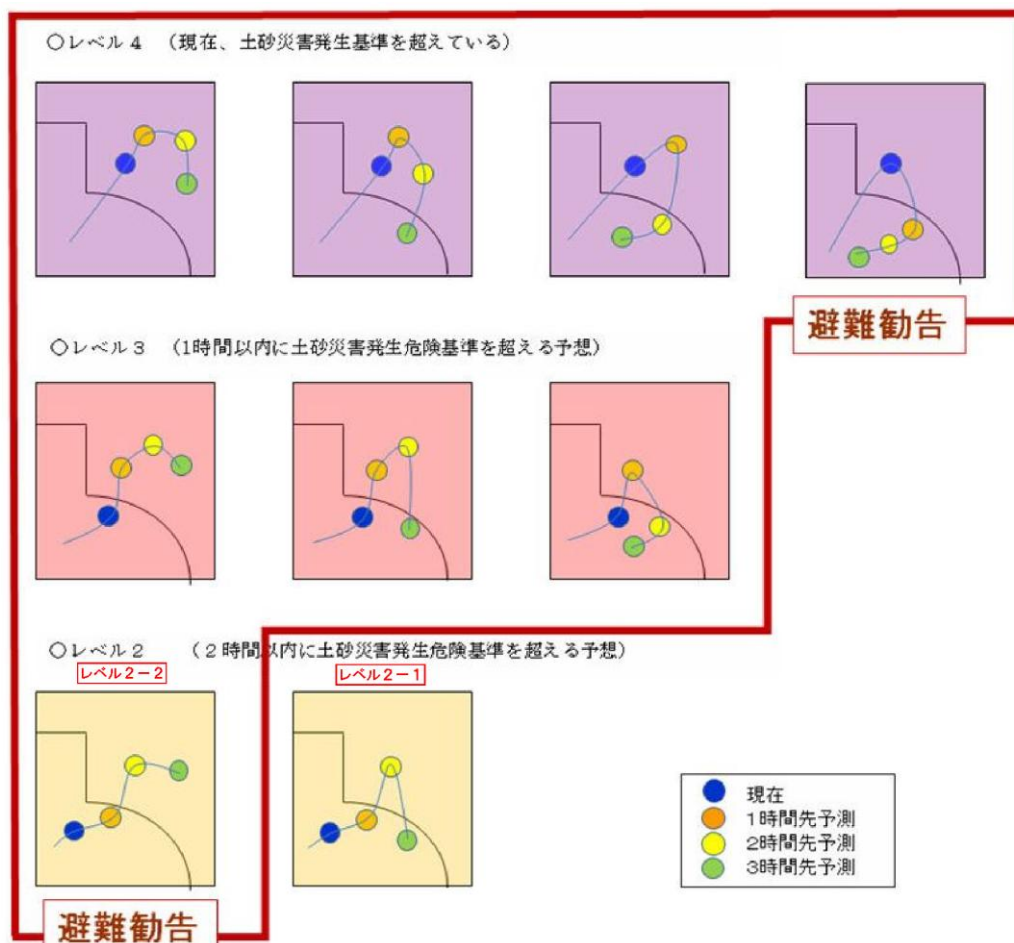 ○レベル４　（現在、土砂災害発生基準を超えている）
避難勧告
○レベル３　（1時間以内に土砂災害発生危険基準を超える予想）
○レベル２　（２時間以内に土砂災害発生危険基準を超える予想）
レベル２－２
レベル２－１
現在
１時間先予測
２時間先予測
３時間先予測
避難勧告